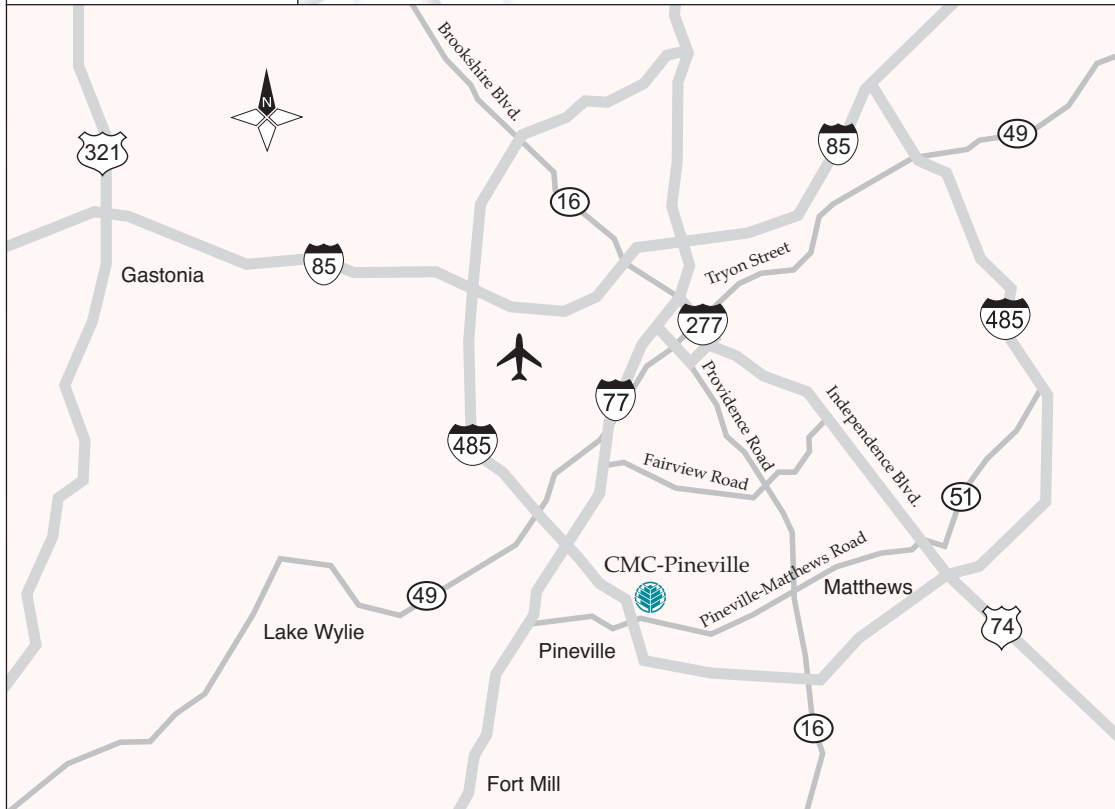 Brookshire Blvd.
N
321
85
49
16
Tryon Street
Gastonia
85
277
485
77
Providence Road
Independence Blvd.
485
Fairview Road
51
CMC-Pineville
Pineville-Matthews Road
Matthews
49
Lake Wylie
74
Pineville
16
Fort Mill